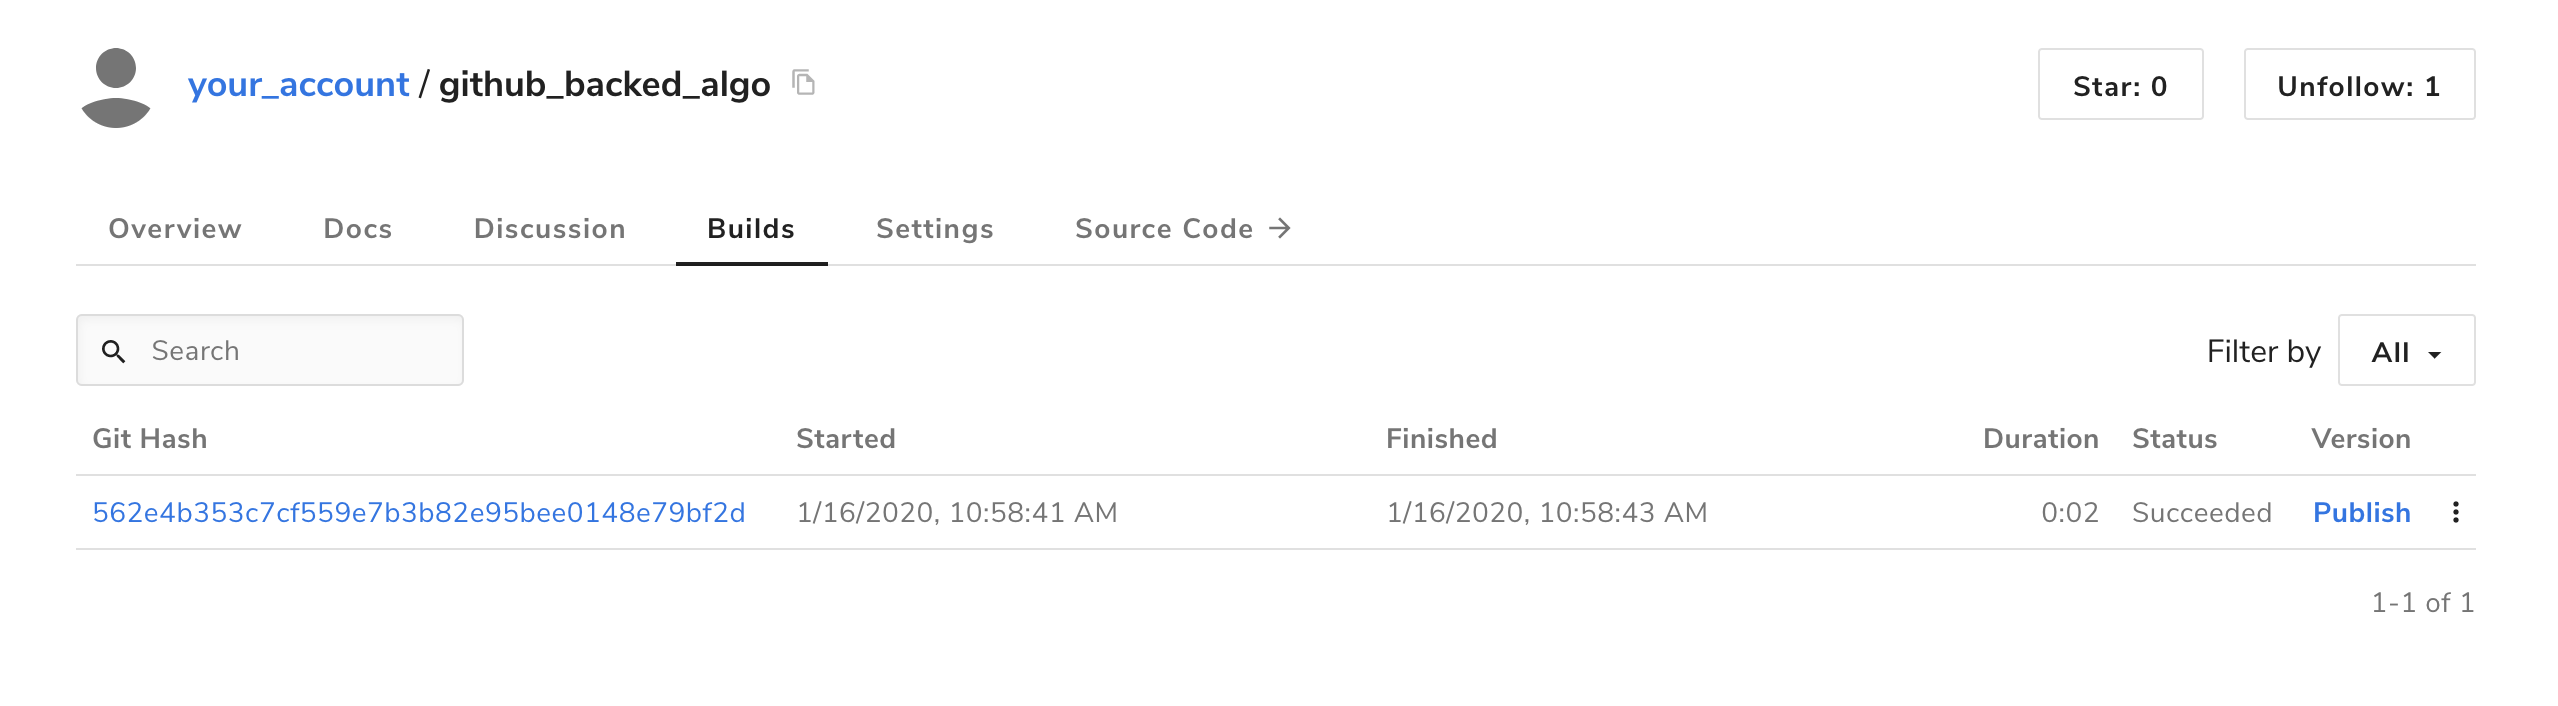 your_account / github_backed_algo
Star: 0
Unfollow: 1
Overview Docs Discussion Builds Settings Source Code →
Search
Filter by All
Git Hash Started Finished Duration Status Version
562e4b353c7cf559e7b3b82e95bee0148e79bf2d 1/16/2020, 10:58:41 AM 1/16/2020, 10:58:43 AM 0:02 Succeeded Publish
1-1 of 1